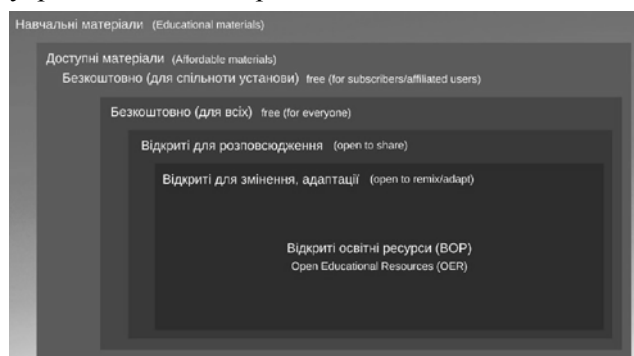 Навчальні матеріали (Educational materials)
Доступні матеріали (Affordable materials)
Безкоштовно (для спільноти установи) free (for subscribers/affiliated users)
Безкоштовно (для всіх) free (for everyone)
Відкриті для розповсюдження (open to share)
Відкриті для змінення, адаптації (open to remix/adapt)
Відкриті освітні ресурси (ВОР)
Open Educational Resources (OER)